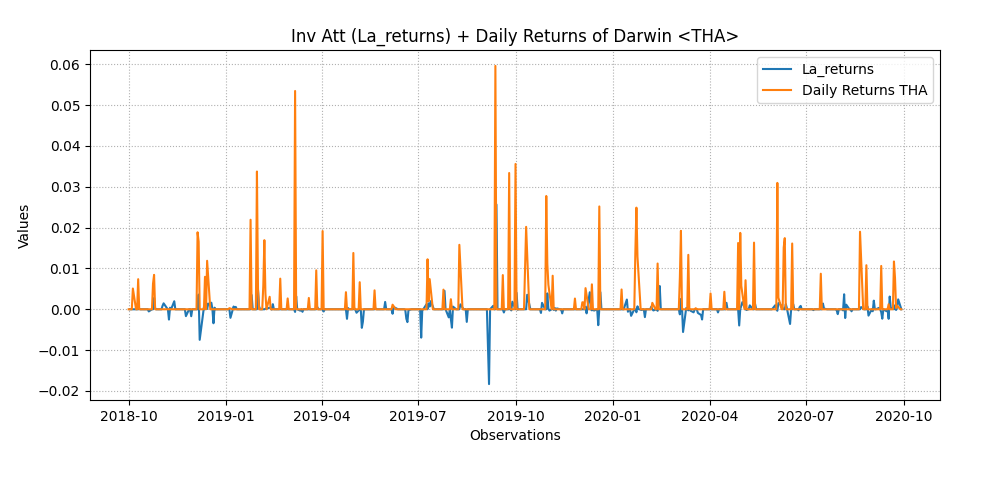 Inv Att (La_returns) + Daily Returns of Darwin <THA>
La_returns
Daily Returns THA
0.06
0.05
0.04
0.03
0.02
0.01
0.00
−0.01
−0.02
Values
2018-10 2019-01 2019-04 2019-07 2019-10 2020-01 2020-04 2020-07 2020-10
Observations